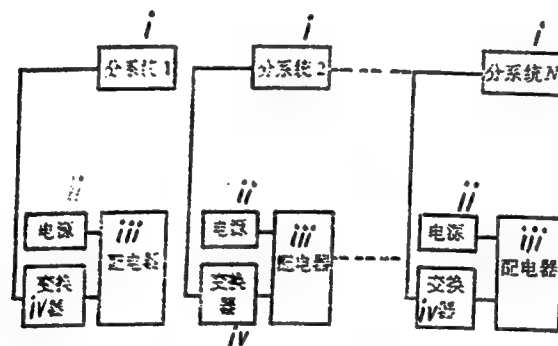 i i i
分系统1 分系统2 分系统N
ii ii ii
电源 iii 电源 iii 电源 iii
配电器 配电器 配电器
交换 交换 交换
iv器 器 iv器
iv